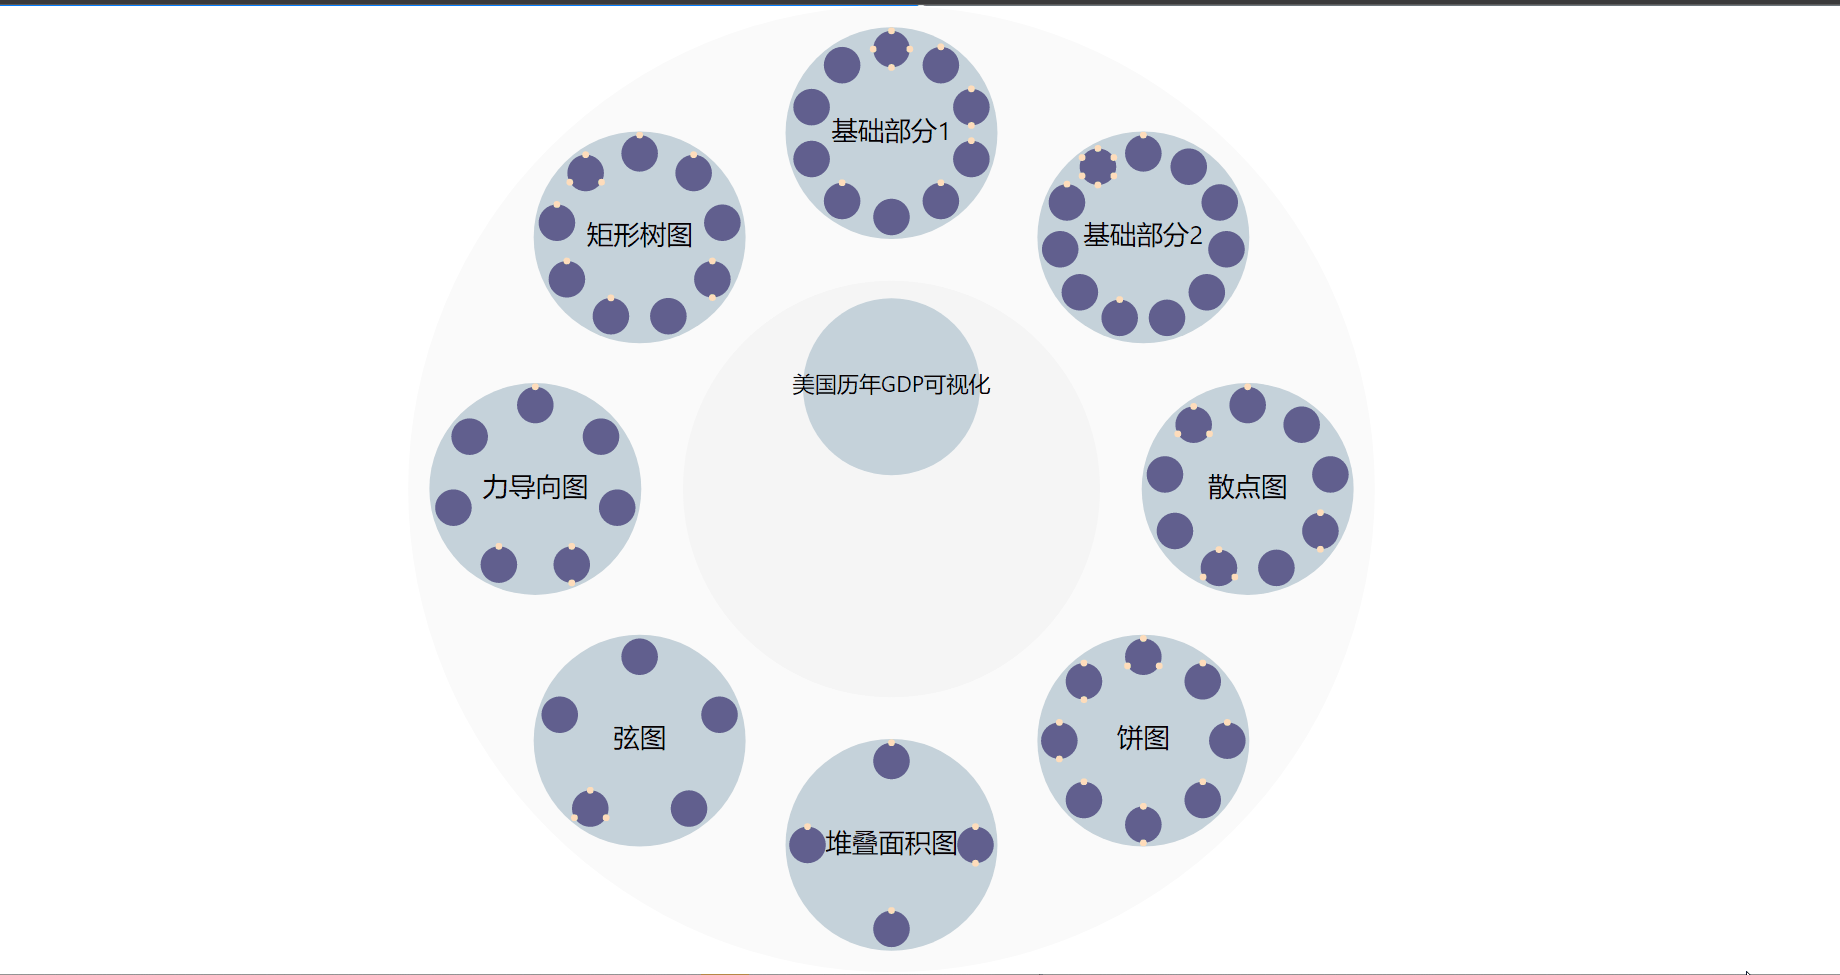 基础部分1
矩形树图
基础部分2
美国历年GDP可视化
力导向图
散点图
弦图
饼图
堆叠面积图